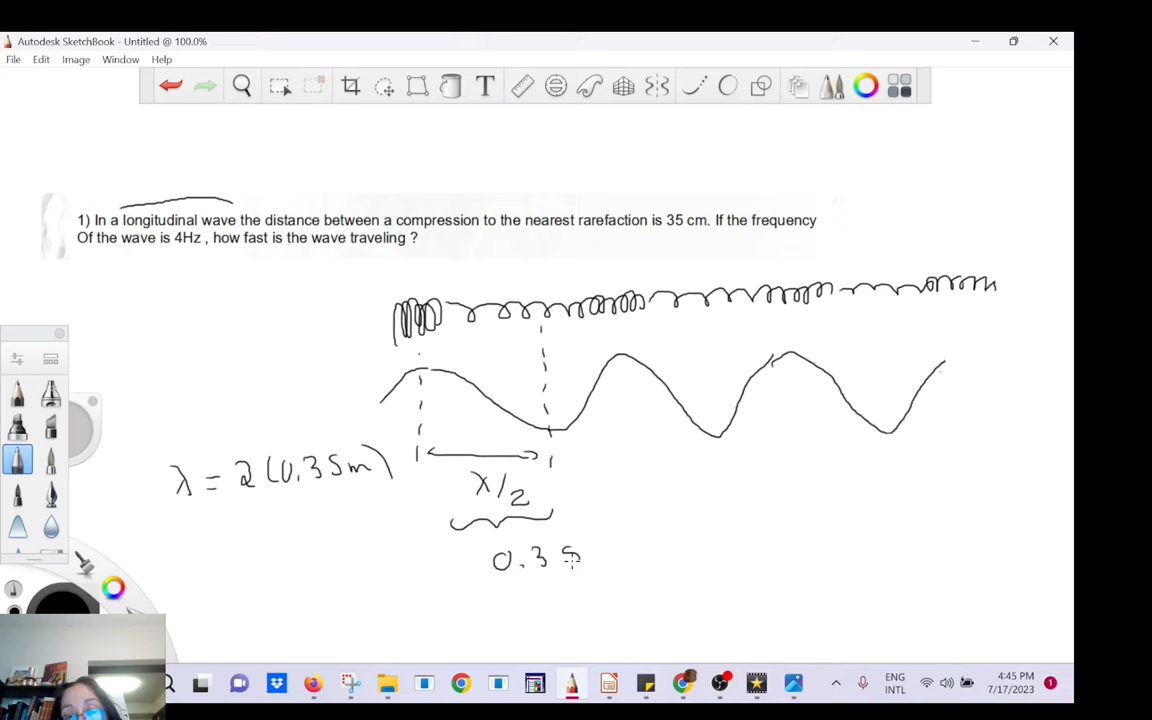 Autodesk SketchBook - Untitled @ 100.0%
File Edit Image Window Help
T
1) In a longitudinal wave the distance between a compression to the nearest rarefaction is 35 cm. If the frequency
Of the wave is 4Hz , how fast is the wave traveling ?
λ = 2 (0.35m)
λ/2
0.35
ENG
INTL
4:45 PM
7/17/2023
1